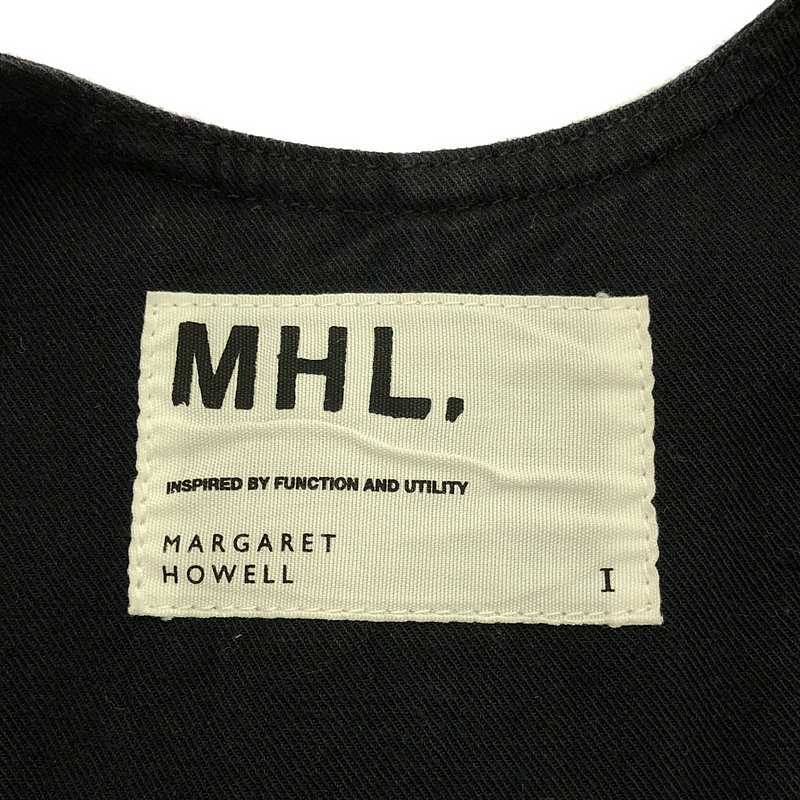 MHL.
INSPIRED BY FUNCTION AND UTILITY
MARGARET
HOWELL
I